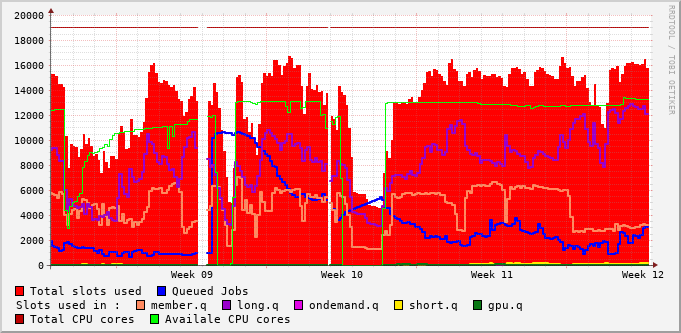 20000
18000
16000
14000
12000
10000
8000
6000
4000
2000
0
Week 09 Week 10 Week 11 Week 12
RRDTOOL / TOBI OETIKER
Total slots used Queued Jobs
Slots used in : member.q long.q ondemand.q short.q gpu.q
Total CPU cores Availale CPU cores